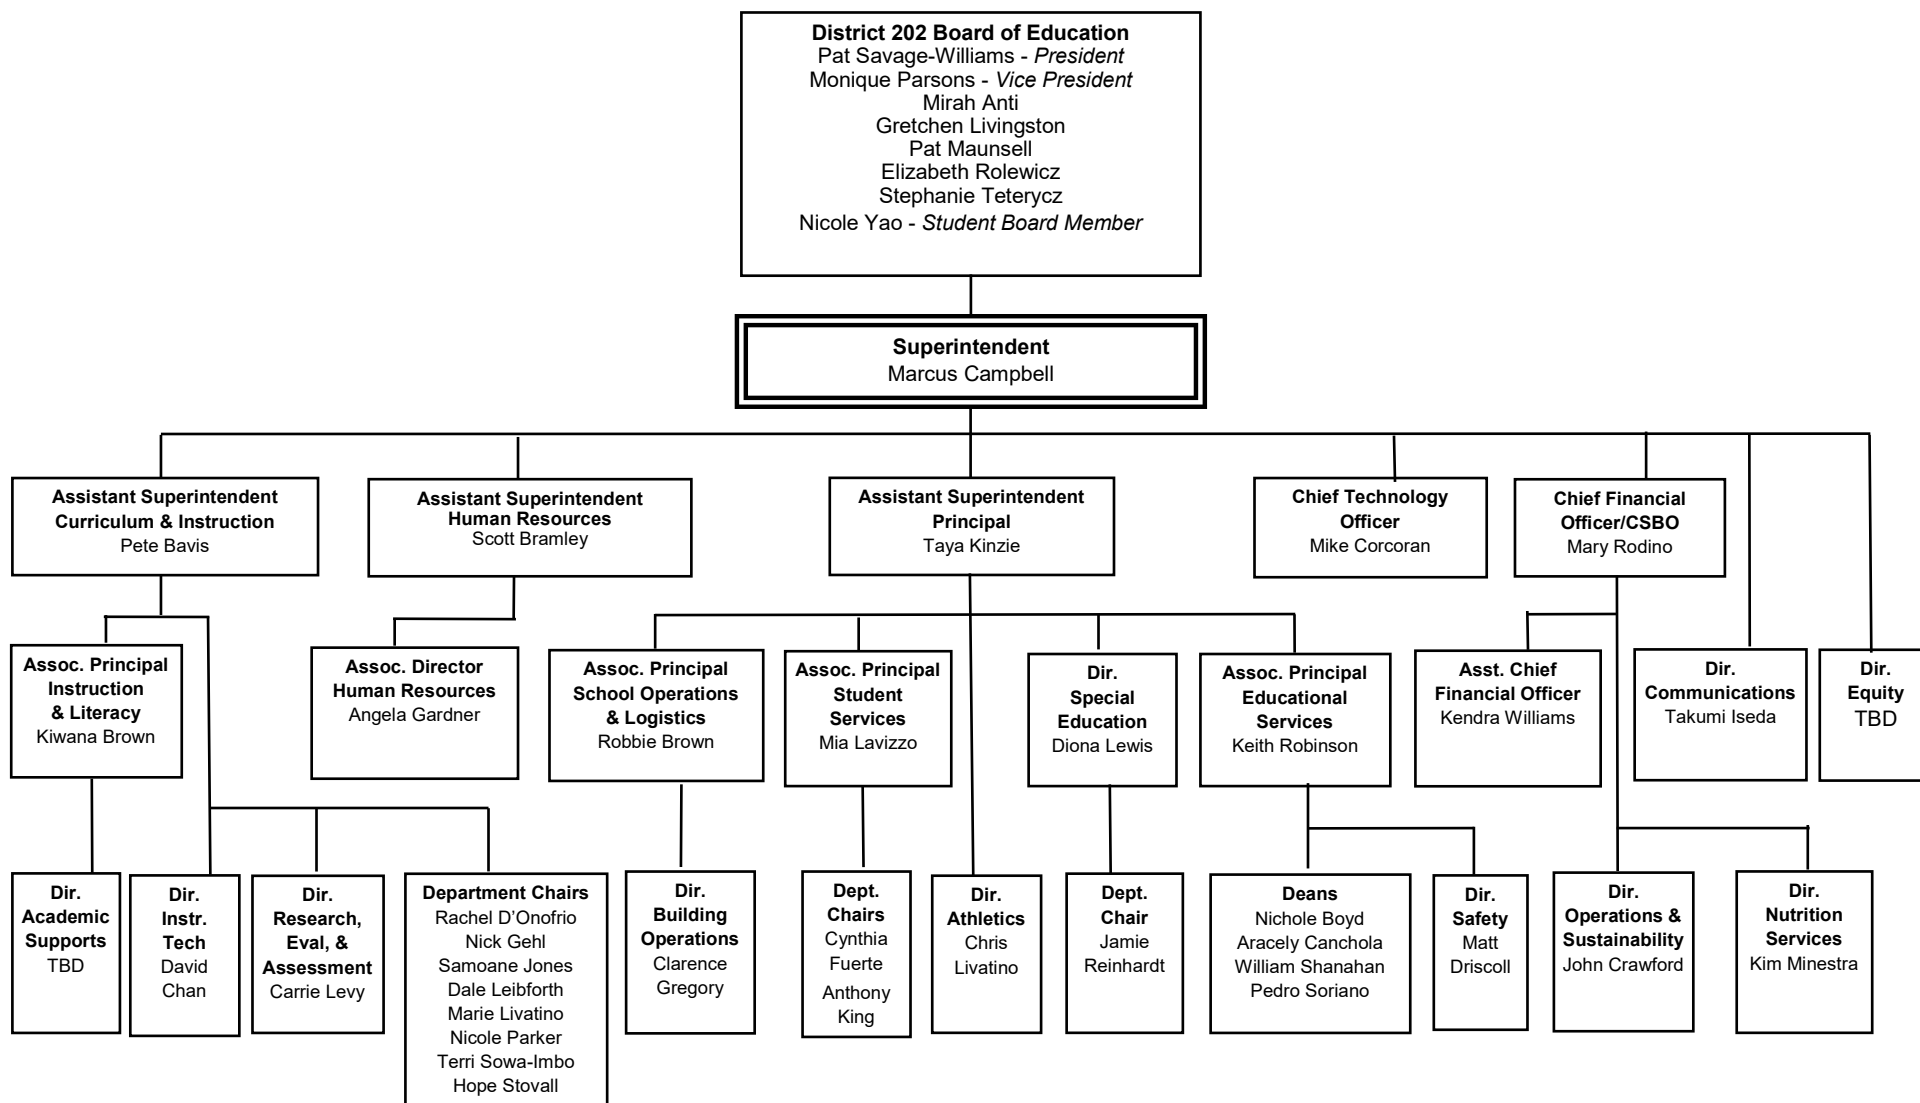 District 202 Board of Education
Pat Savage-Williams - President
Monique Parsons - Vice President
Mirah Anti
Gretchen Livingston
Pat Maunsell
Elizabeth Rolewicz
Stephanie Teterycz
Nicole Yao - Student Board Member
Superintendent
Marcus Campbell
Assistant Superintendent
Curriculum & Instruction
Pete Bavis
Assistant Superintendent
Human Resources
Scott Bramley
Assistant Superintendent
Principal
Taya Kinzie
Chief Technology
Officer
Mike Corcoran
Chief Financial
Officer/CSBO
Mary Rodino
Assoc. Principal
Instruction
& Literacy
Kiwana Brown
Assoc. Director
Human Resources
Angela Gardner
Assoc. Principal
School Operations
& Logistics
Robbie Brown
Assoc. Principal
Student
Services
Mia Lavizzo
Dir.
Special
Education
Diona Lewis
Assoc. Principal
Educational
Services
Keith Robinson
Asst. Chief
Financial Officer
Kendra Williams
Dir.
Communications
Takumi Iseda
Dir.
Equity
TBD
Dir.
Academic
Supports
TBD
Dir.
Instr.
Tech
David
Chan
Dir.
Research,
Eval, &
Assessment
Carrie Levy
Department Chairs
Rachel D’Onofrio
Nick Gehl
Samoane Jones
Dale Leibforth
Marie Livatino
Nicole Parker
Terri Sowa-Imbo
Hope Stovall
Dir.
Building
Operations
Clarence
Gregory
Dept.
Chairs
Cynthia
Fuerte
Anthony
King
Dir.
Athletics
Chris
Livatino
Dept.
Chair
Jamie
Reinhardt
Deans
Nichole Boyd
Aracely Canchola
William Shanahan
Pedro Soriano
Dir.
Safety
Matt
Driscoll
Dir.
Operations &
Sustainability
John Crawford
Dir.
Nutrition
Services
Kim Minestra